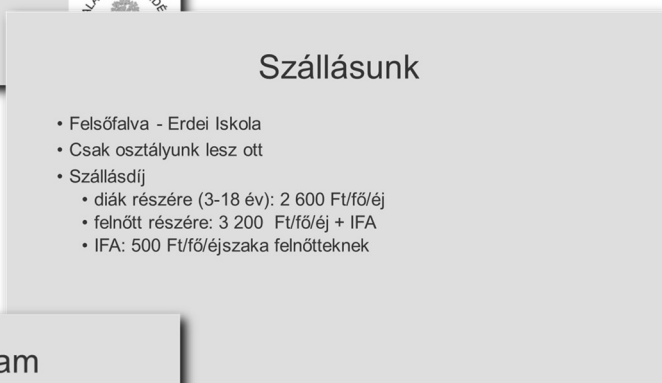 Szállásunk
• Felsőfalva - Erdei Iskola
• Csak osztályunk lesz ott
• Szállásdíj
• diák részére (3-18 év): 2 600 Ft/fő/éj
• felnőtt részére: 3 200 Ft/fő/éj + IFA
• IFA: 500 Ft/fő/éjszaka felnőtteknek
am